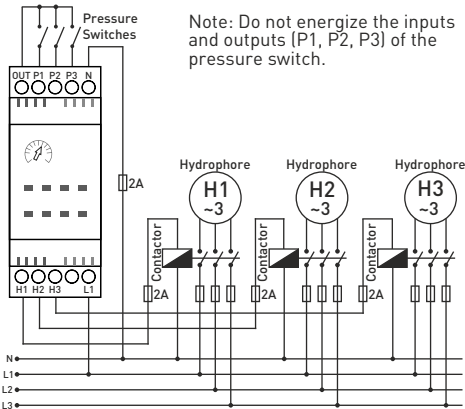 Pressure
Switches
Note: Do not energize the inputs
and outputs (P1, P2, P3) of the
pressure switch.
OUT P1 P2 P3 N
2A
Hydrophore
H1
~3
Hydrophore
H2
~3
Hydrophore
H3
~3
Contactor
Contactor
Contactor
2A
2A
2A
H1 H2 H3 L1
N
L1
L2
L3